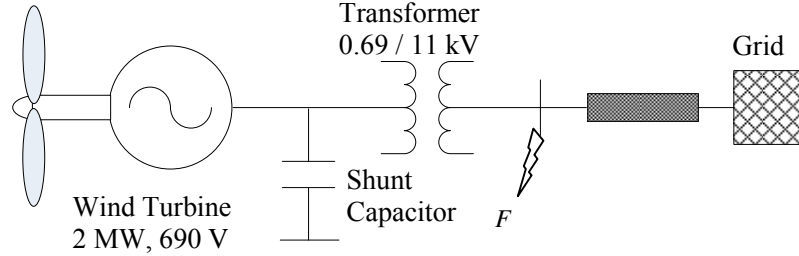 Transformer
0.69 / 11 kV
Grid
Shunt
Capacitor
F
Wind Turbine
2 MW, 690 V